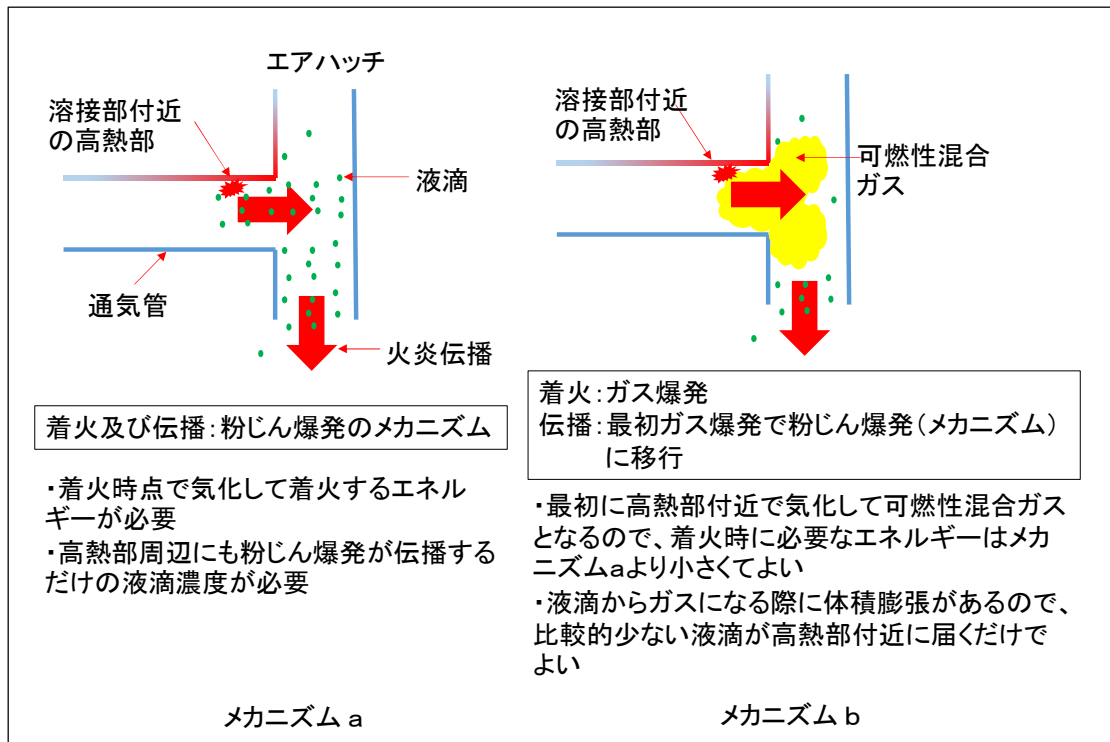 エアハッチ
溶接部付近
の高熱部
液滴
通気管
火炎伝播
着火及び伝播:粉じん爆発のメカニズム
・着火時点で気化して着火するエネル
ギーが必要
・高熱部周辺にも粉じん爆発が伝播する
だけの液滴濃度が必要
メカニズムa
溶接部付近
の高熱部
可燃性混合
ガス
着火:ガス爆発
伝播:最初ガス爆発で粉じん爆発(メカニズム)
に移行
・最初に高熱部付近で気化して可燃性混合ガス
となるので、着火時に必要なエネルギーはメカ
ニズムaより小さくてよい
・液滴からガスになる際に体積膨張があるので、
比較的少ない液滴が高熱部付近に届くだけで
よい
メカニズムb